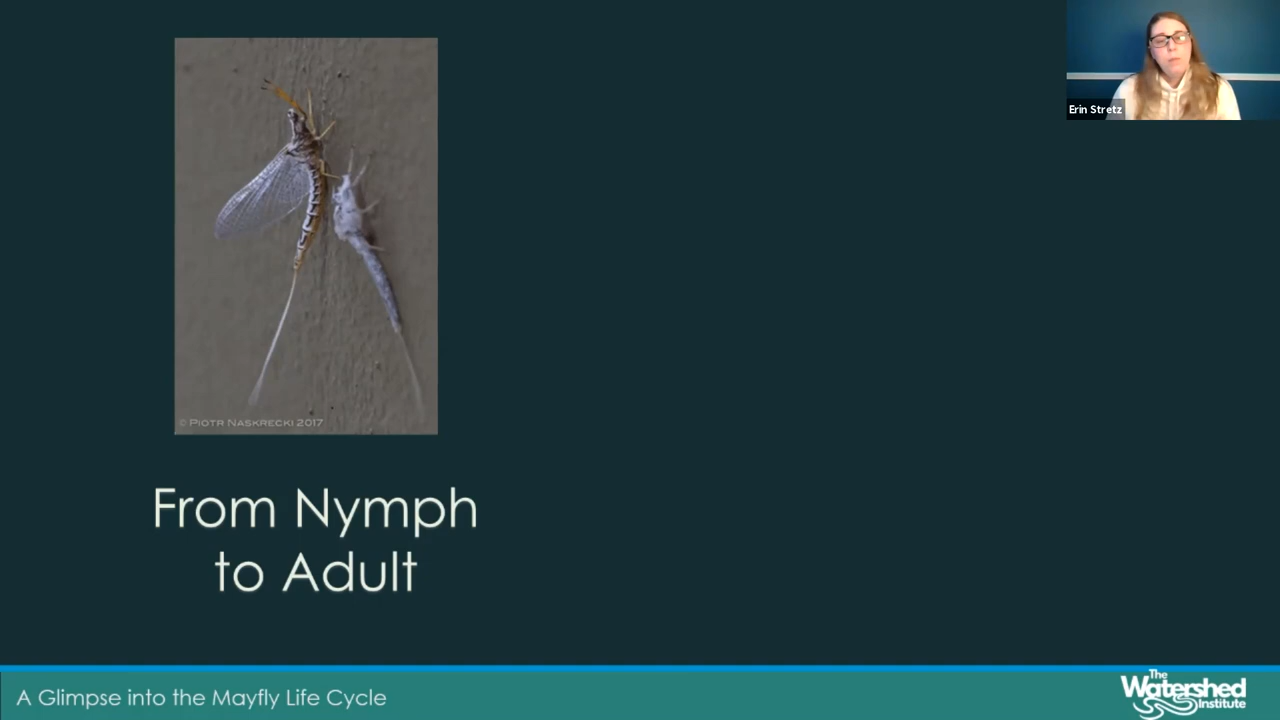 Erin Stretz
© Piotr Naskrecki 2017
From Nymph
to Adult
A Glimpse into the Mayfly Life Cycle
The
Watershed
Institute